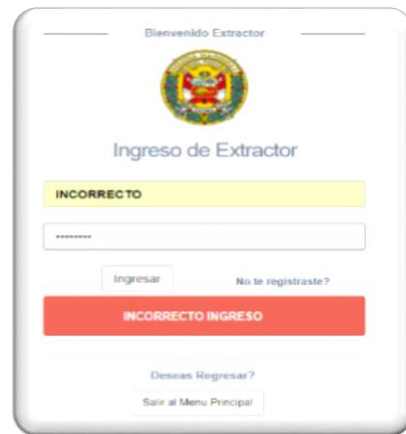 Bienvenido Extractor
Ingreso de Extractor
INCORRECTO
--------
Ingresar No te registraste?
INCORRECTO INGRESO
Deseas Regresar?
Salir al Menu Principal